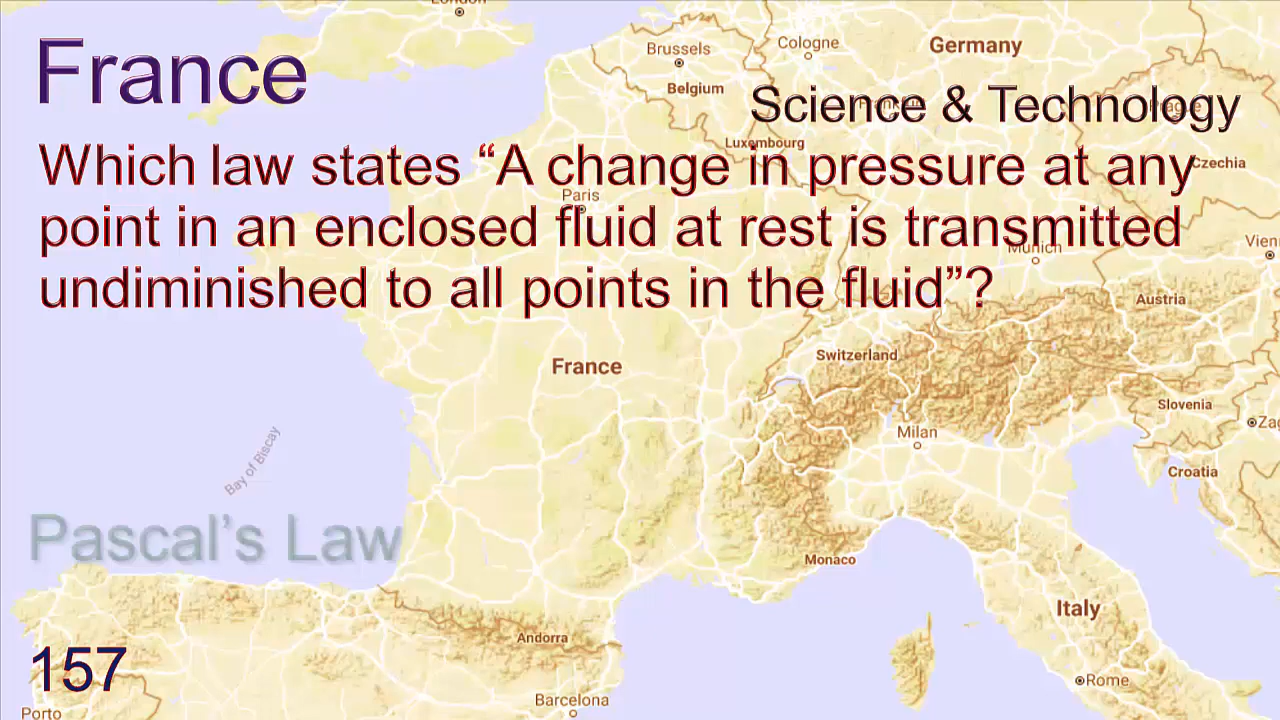 London
France
Brussels
Cologne
Germany
Belgium
Science & Technology
Prague
Luxembourg
Which law states “A change in pressure at any
Czechia
Paris
point in an enclosed fluid at rest is transmitted
Munich
undiminished to all points in the fluid”?
Austria
Switzerland
France
Slovenia
Milan
Bay of Biscay
Croatia
Pascal’s Law
Monaco
Italy
Andorra
157
Rome
Barcelona
Porto